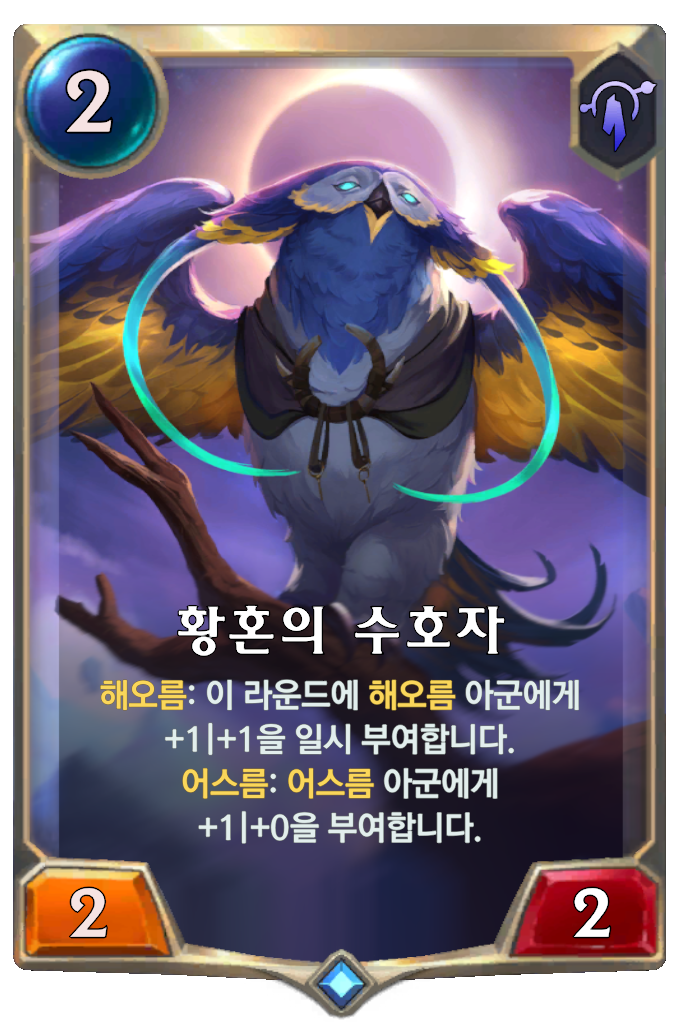 2
황혼의 수호자
해오름: 이 라운드에 해오름 아군에게
+1|+1을 일시 부여합니다.
어스름: 어스름 아군에게
+1|+0을 부여합니다.
2 2